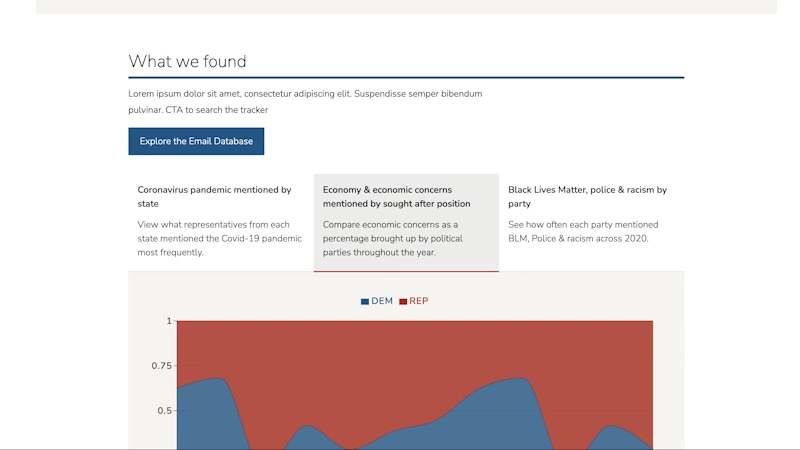 What we found
Lorem ipsum dolor sit amet, consectetur adipiscing elit. Suspendisse semper bibendum
pulvinar. CTA to search the tracker
Explore the Email Database
Coronavirus pandemic mentioned by
state
View what representatives from each
state mentioned the Covid-19 pandemic
most frequently.
Economy & economic concerns
mentioned by sought after position
Compare economic concerns as a
percentage brought up by political
parties throughout the year.
Black Lives Matter, police & racism by
party
See how often each party mentioned
BLM, Police & racism across 2020.
DEM REP
1
0.75
0.5